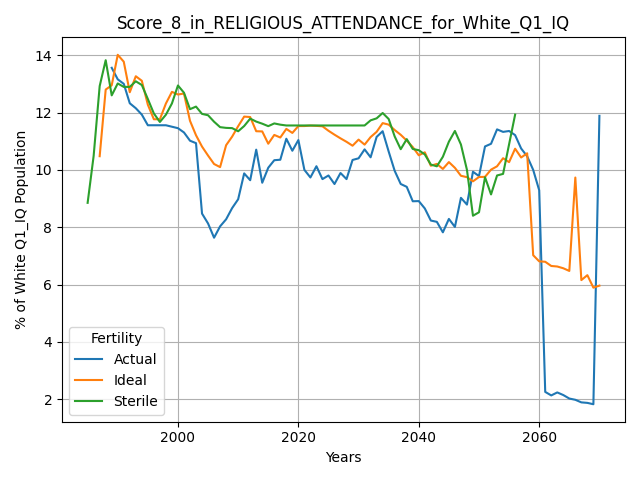 Score_8_in_RELIGIOUS_ATTENDANCE_for_White_Q1_IQ
% of White Q1_IQ Population
14
12
10
8
6
4
2
Fertility
Actual
Ideal
Sterile
2000
2020
2040
2060
Years